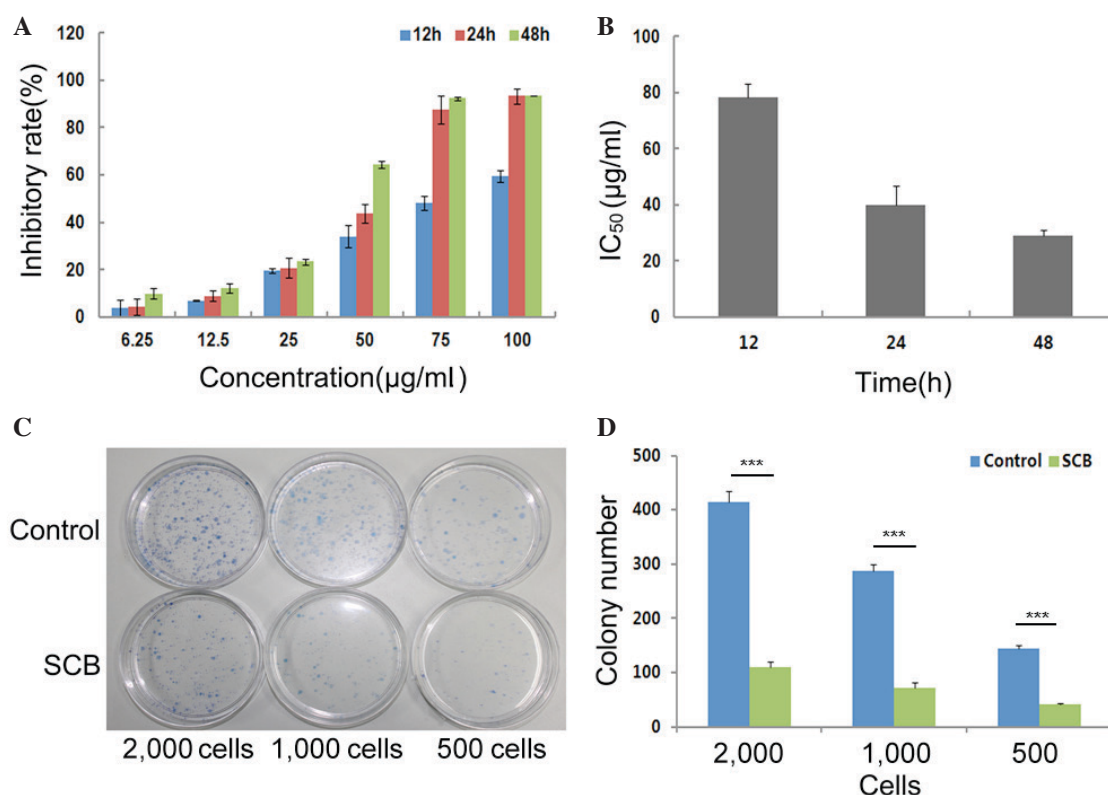 A
12h 24h 48h
Inhibitory rate(%)
120
100
80
60
40
20
0
6.25 12.5 25 50 75 100
Concentration(µg/ml)
B
IC50 (µg/ml)
100
80
60
40
20
0
12 24 48
Time(h)
C
Control
SCB
2,000 cells 1,000 cells 500 cells
D
Control SCB
Colony number
500
400
300
200
100
0
***
***
***
2,000 1,000 500
Cells